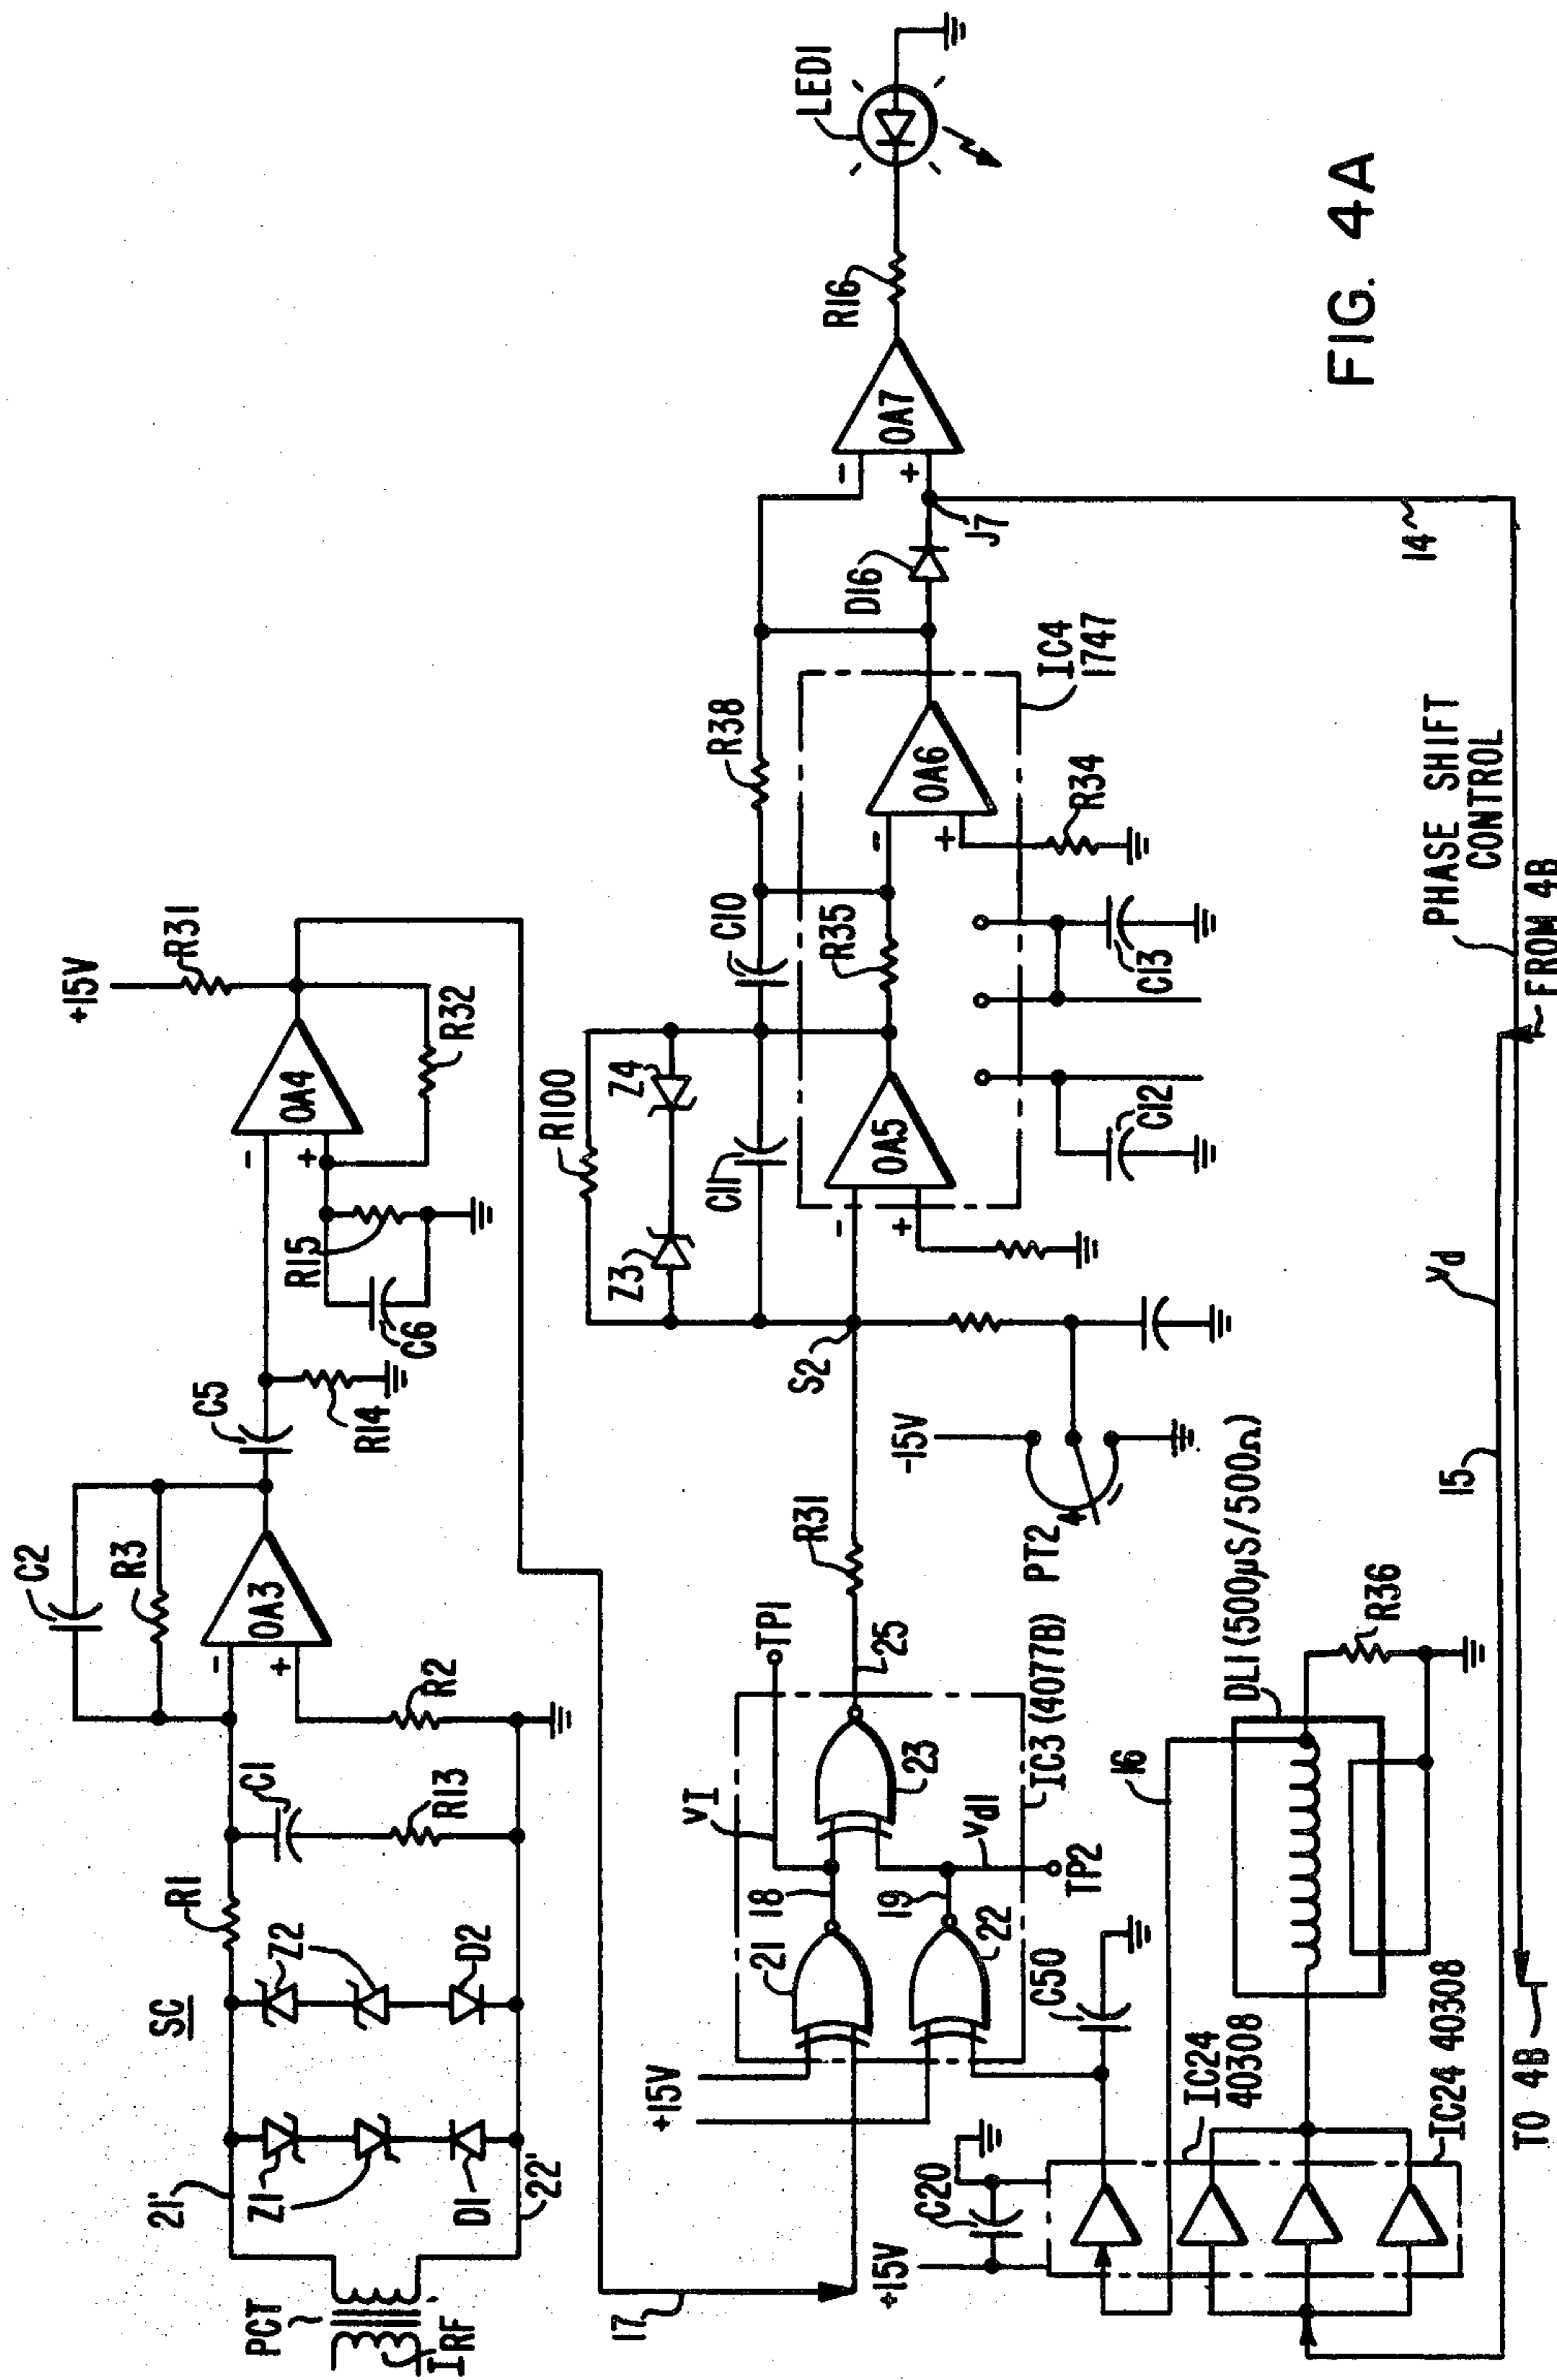 +15V
R31
C2
C5
R3
OA4
OA3
R32
R15
C6
R14
SC
R1
C1
R2
R13
21'
Z1
Z2
D1
D2
22'
PCT
IRF
LED1
R16
OA7
-
+
D16
J7
R38
C10
R100
Z4
Z3
C11
OA6
R35
OA5
R34
IC4
1747
C13
C12
S2
-15V
PT2
R31
TP1
25
VI
23
18
Vd1
19
TP2
21
22
IC3 (4077B)
+15V
17
C50
C20
+15V
IC24
40308
16
DL1 (500µS/500Ω)
R36
IC24 40308
14
PHASE SHIFT
CONTROL
FROM 4B
Vd
15
TO 4B
FIG. 4A